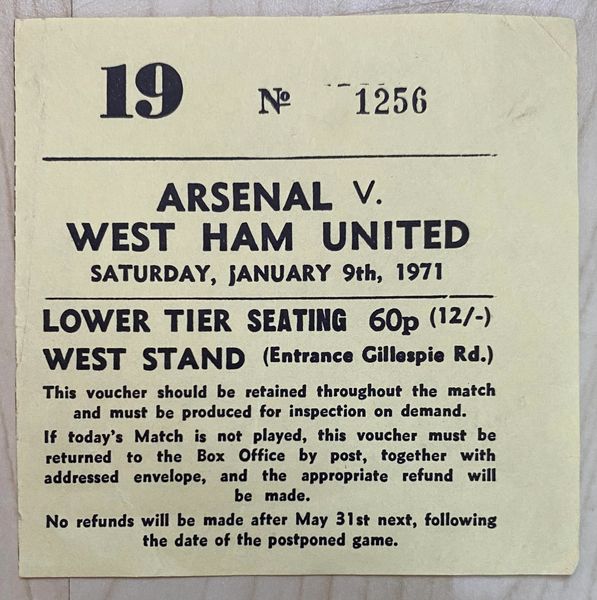 19 Nº 1256
ARSENAL V.
WEST HAM UNITED
SATURDAY, JANUARY 9th, 1971
LOWER TIER SEATING 60p (12/-)
WEST STAND (Entrance Gillespie Rd.)
This voucher should be retained throughout the match
and must be produced for inspection on demand.
If today's Match is not played, this voucher must be
returned to the Box Office by post, together with
addressed envelope, and the appropriate refund will
be made.
No refunds will be made after May 31st next, following
the date of the postponed game.